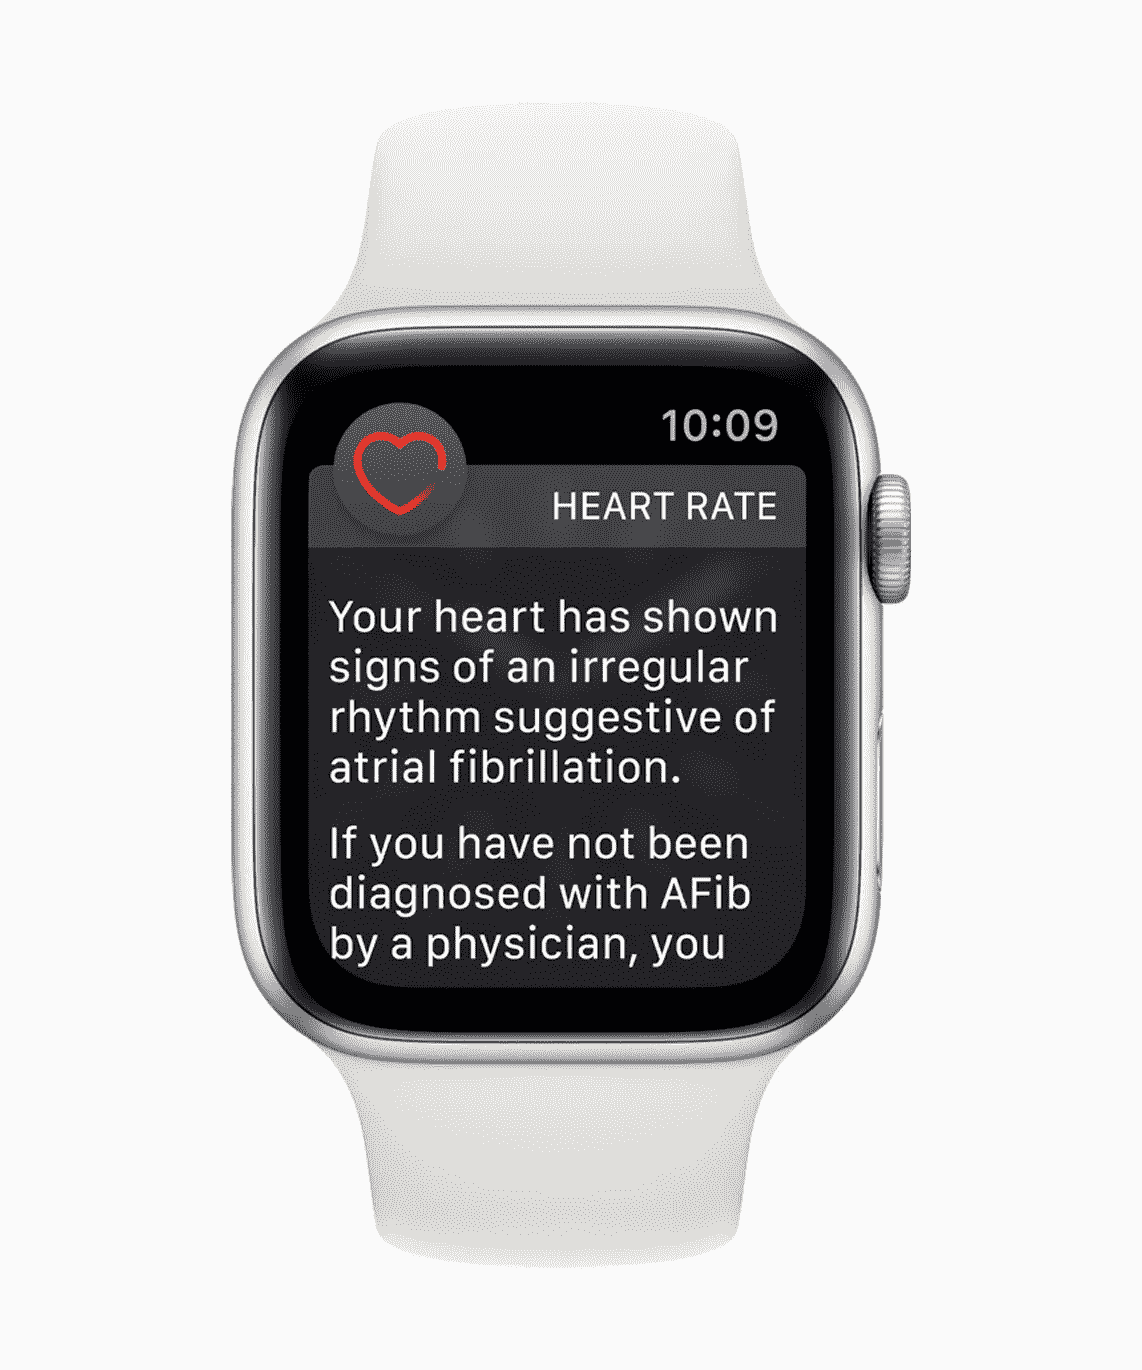 10:09
HEART RATE
Your heart has shown
signs of an irregular
rhythm suggestive of
atrial fibrillation.
If you have not been
diagnosed with AFib
by a physician, you